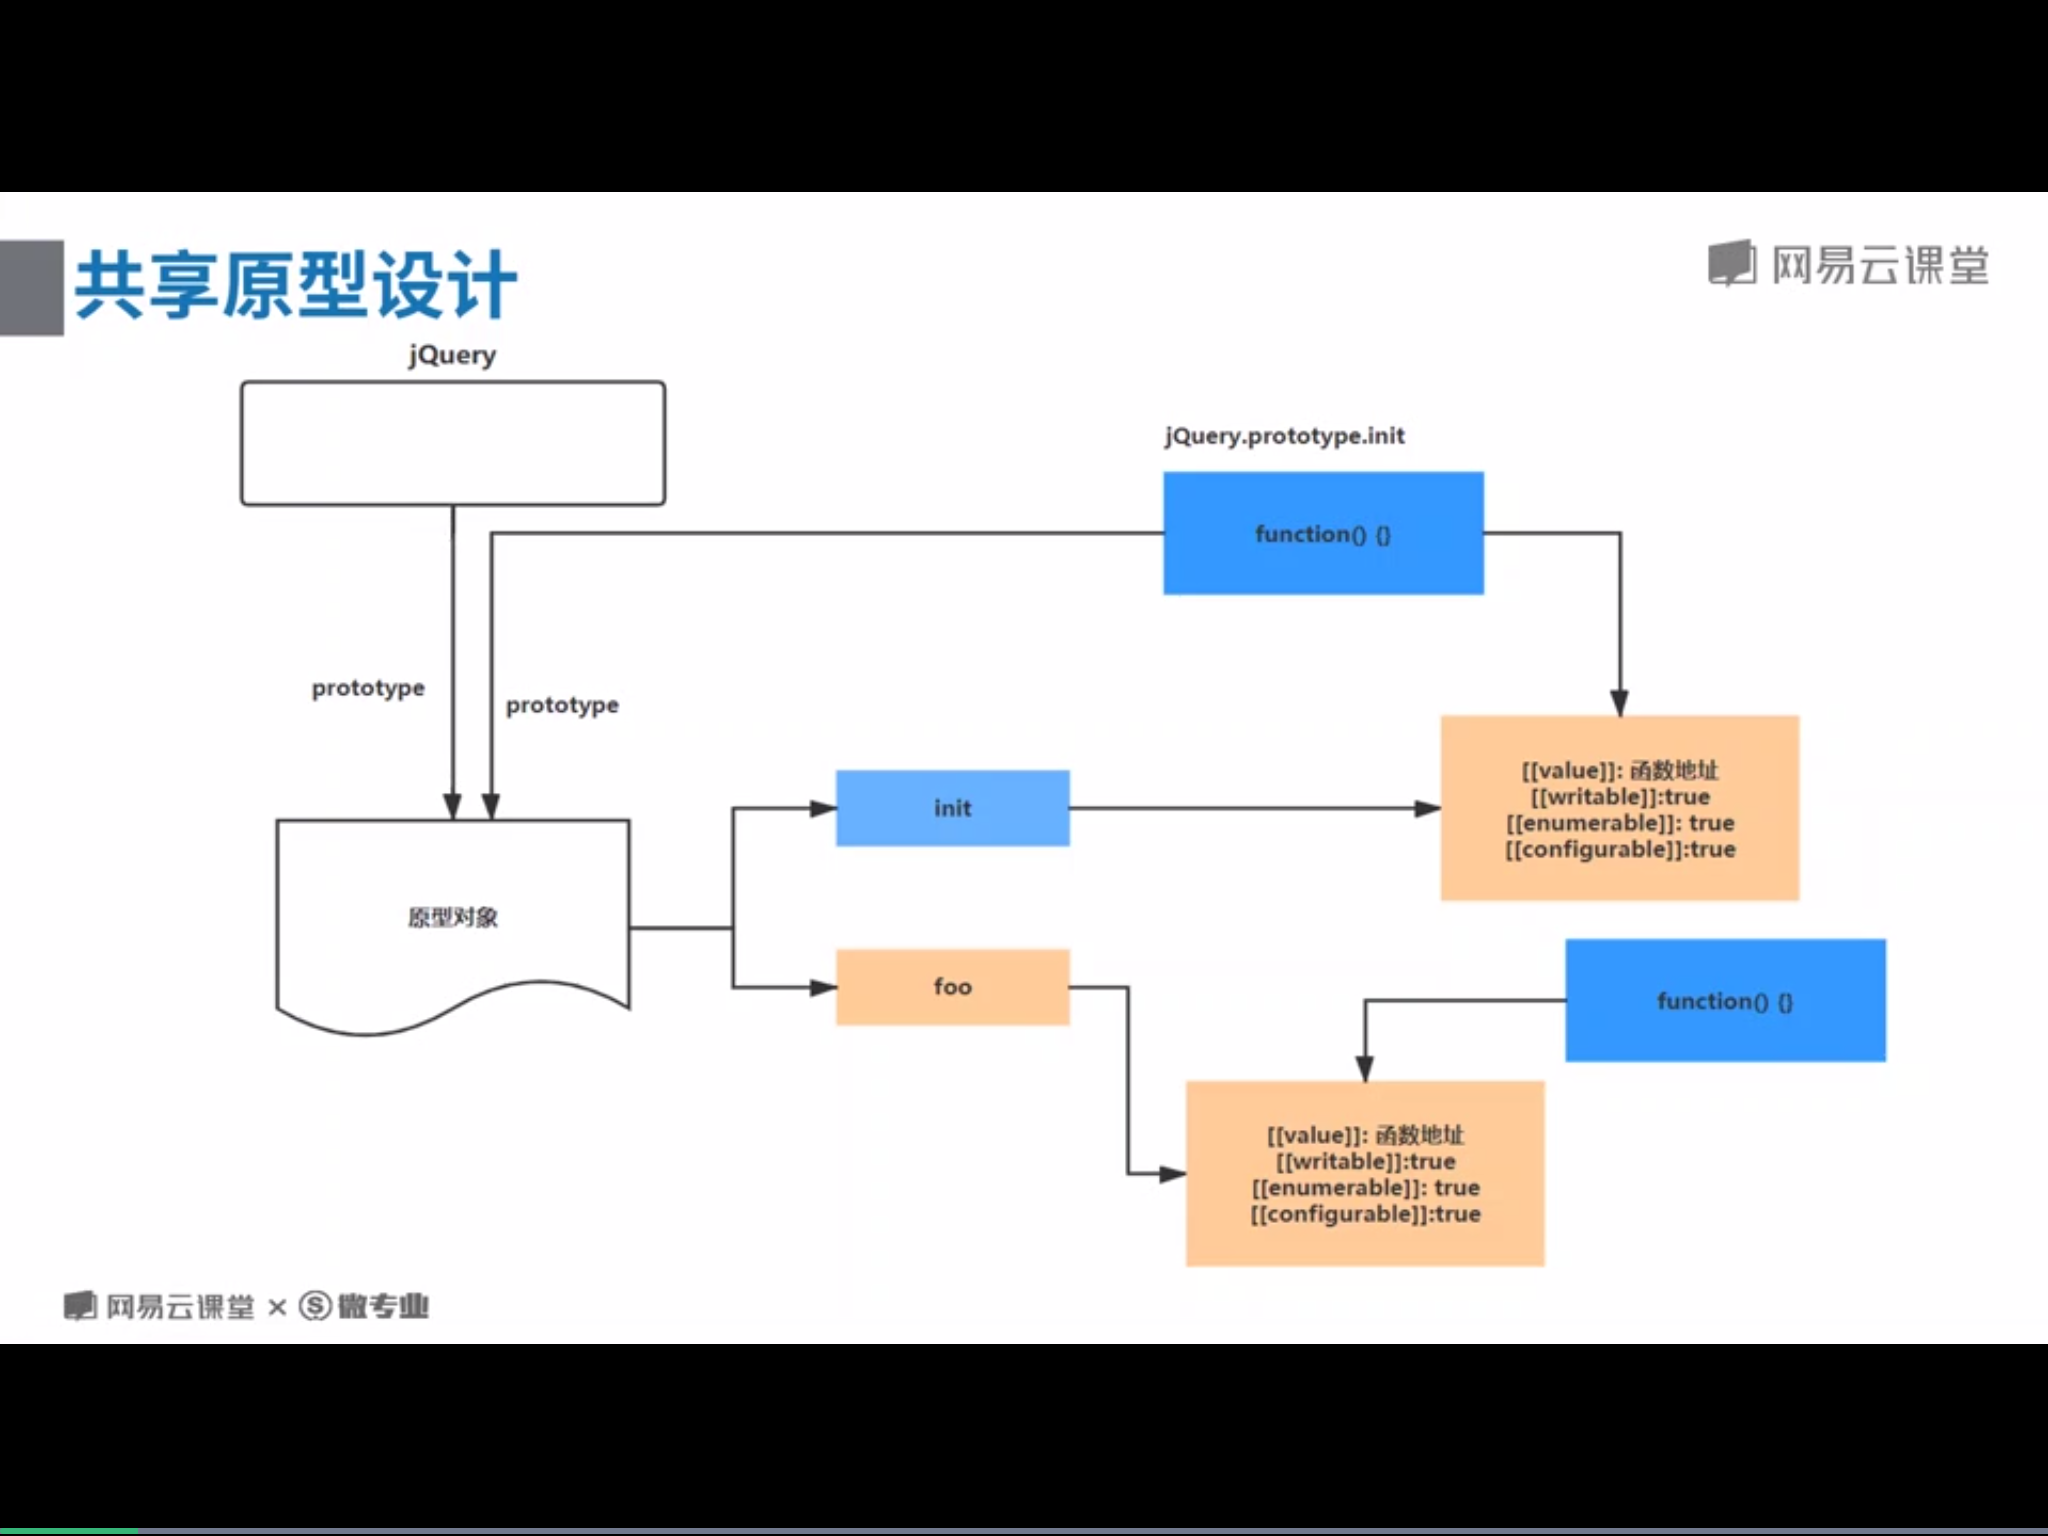 共享原型设计
网易云课堂
jQuery
jQuery.prototype.init
function() {}
prototype
prototype
[[value]]: 函数地址
[[writable]]:true
[[enumerable]]: true
[[configurable]]:true
init
原型对象
foo
function() {}
[[value]]: 函数地址
[[writable]]:true
[[enumerable]]: true
[[configurable]]:true
网易云课堂 × S 微专业